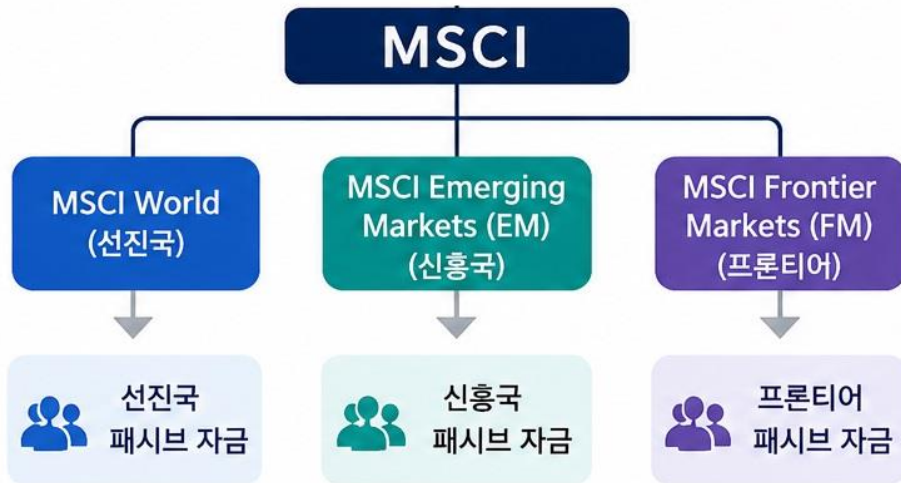 MSCI
MSCI World
(선진국)
MSCI Emerging
Markets (EM)
(신흥국)
MSCI Frontier
Markets (FM)
(프론티어)
선진국
패시브 자금
신흥국
패시브 자금
프론티어
패시브 자금